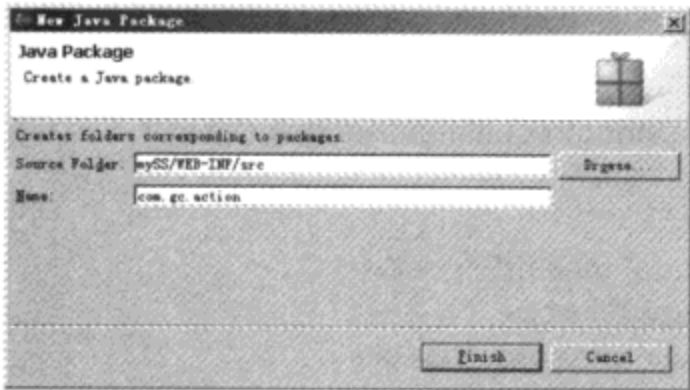 New Java Package
Java Package
Create a Java package.
Creates folders corresponding to packages.
Source Folder: mySS/WEB-INF/src Browse...
Name: com.gc.action
Finish Cancel